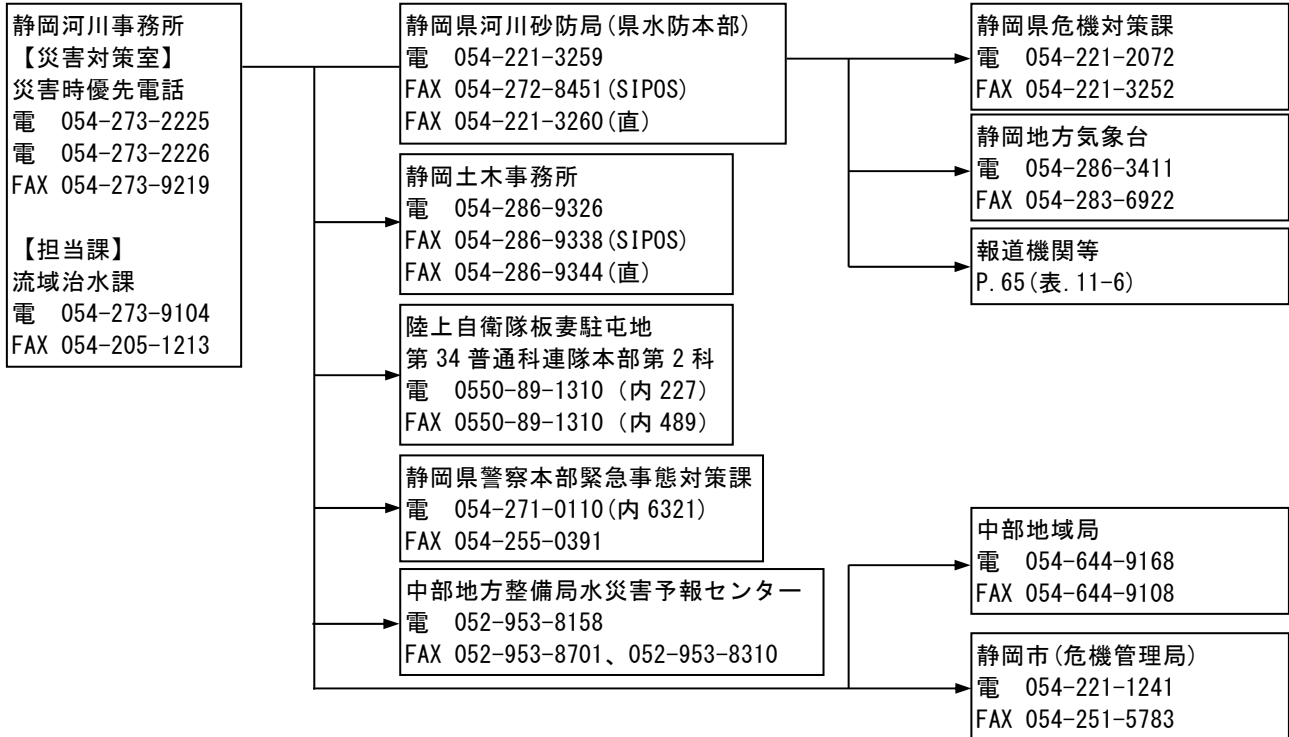 静岡河川事務所
【災害対策室】
災害時優先電話
電 054-273-2225
電 054-273-2226
FAX 054-273-9219
【担当課】
流域治水課
電 054-273-9104
FAX 054-205-1213
静岡県河川砂防局(県水防本部)
電 054-221-3259
FAX 054-272-8451(SIPOS)
FAX 054-221-3260(直)
静岡土木事務所
電 054-286-9326
FAX 054-286-9338(SIPOS)
FAX 054-286-9344(直)
陸上自衛隊板妻駐屯地
第 34 普通科連隊本部第 2 科
電 0550-89-1310 (内 227)
FAX 0550-89-1310 (内 489)
静岡県警察本部緊急事態対策課
電 054-271-0110(内 6321)
FAX 054-255-0391
中部地方整備局水災害予報センター
電 052-953-8158
FAX 052-953-8701、052-953-8310
静岡県危機対策課
電 054-221-2072
FAX 054-221-3252
静岡地方気象台
電 054-286-3411
FAX 054-283-6922
報道機関等
P.65(表.11-6)
中部地域局
電 054-644-9168
FAX 054-644-9108
静岡市(危機管理局)
電 054-221-1241
FAX 054-251-5783